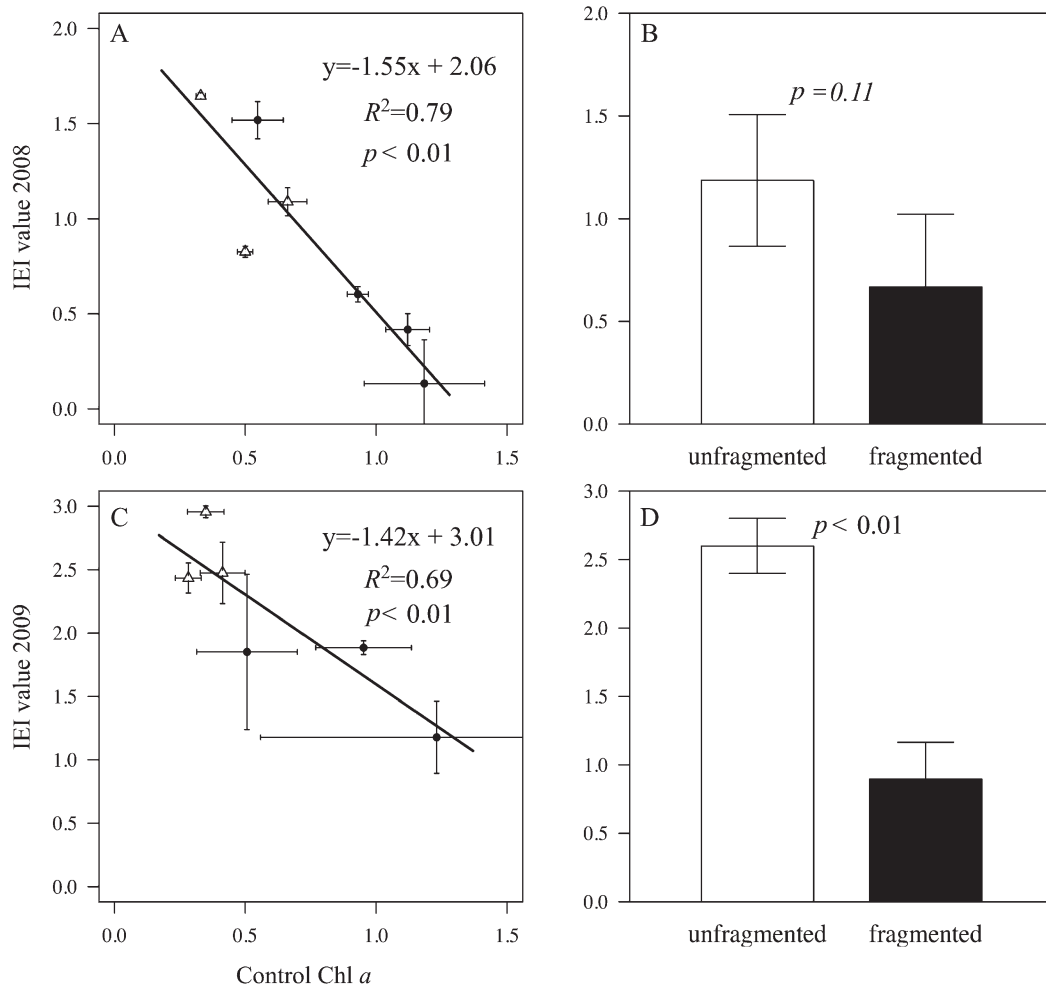 A
y=-1.55x + 2.06
R²=0.79
p< 0.01
IEI value 2008
2.0
1.5
1.0
0.5
0.0
0.0 0.5 1.0 1.5
B
p =0.11
2.0
1.5
1.0
0.5
0.0
unfragmented fragmented
C
y=-1.42x + 3.01
R²=0.69
p< 0.01
IEI value 2009
3.0
2.5
2.0
1.5
1.0
0.5
0.0
0.0 0.5 1.0 1.5
Control Chl a
D
p< 0.01
3.0
2.5
2.0
1.5
1.0
0.5
0.0
unfragmented fragmented